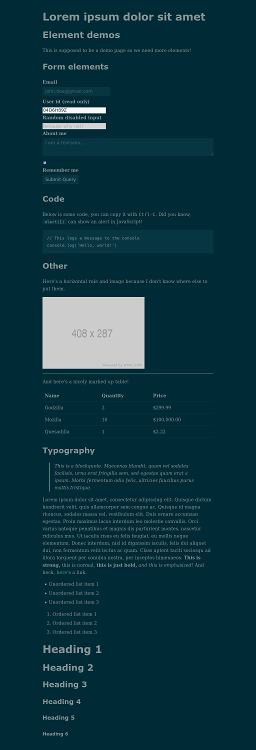 Lorem ipsum dolor sit amet
Element demos
This is supposed to be a demo page so we need more elements!
Form elements
Email
john.doe@gmail.com
User id (read only)
04D6H89Z
Random disabled input
About me
I am a textarea...
Remember me
Submit Query
Code
Below is some code, you can copy it with Ctrl-C. Did you know,
alert(1) can show an alert in JavaScript!
// This logs a message to the console
console.log('Hello, world!')
Other
Here's a horizontal rule and image because I don't know where else to
put them.
408 x 287
And here's a nicely marked up table!
Name Quantity Price
Godzilla 2 $299.99
Mozilla 10 $100,000.00
Quesadilla 1 $2.22
Typography
This is a blockquote. Maecenas blandit, quam vel sodales
facilisis, urna erat fringilla sem, sed egestas quam erat a
ipsum. Morbi fermentum odio felis, ultricies faucibus purus
mollis tristique.
Lorem ipsum dolor sit amet, consectetur adipiscing elit. Quisque dictum
hendrerit velit, quis ullamcorper sem congue ac. Quisque id magna
rhoncus, sodales massa vel, vestibulum elit. Duis ornare accumsan
egestas. Proin maximus lacus interdum leo molestie convallis. Orci
varius natoque penatibus et magnis dis parturient montes, nascetur
ridiculus mus. Ut iaculis risus eu felis feugiat, eu mollis neque
elementum. Donec interdum, nisl id dignissim iaculis, felis dui aliquet
dui, non fermentum velit lectus ac quam. Class aptent taciti sociosqu ad
litora torquent per conubia nostra, per inceptos himenaeos. This is
strong, this is normal, this is just bold, and this is emphasized! And
heck, here's a link.
Unordered list item 1
Unordered list item 2
Unordered list item 3
1. Ordered list item 1
2. Ordered list item 2
3. Ordered list item 3
Heading 1
Heading 2
Heading 3
Heading 4
Heading 5
Heading 6